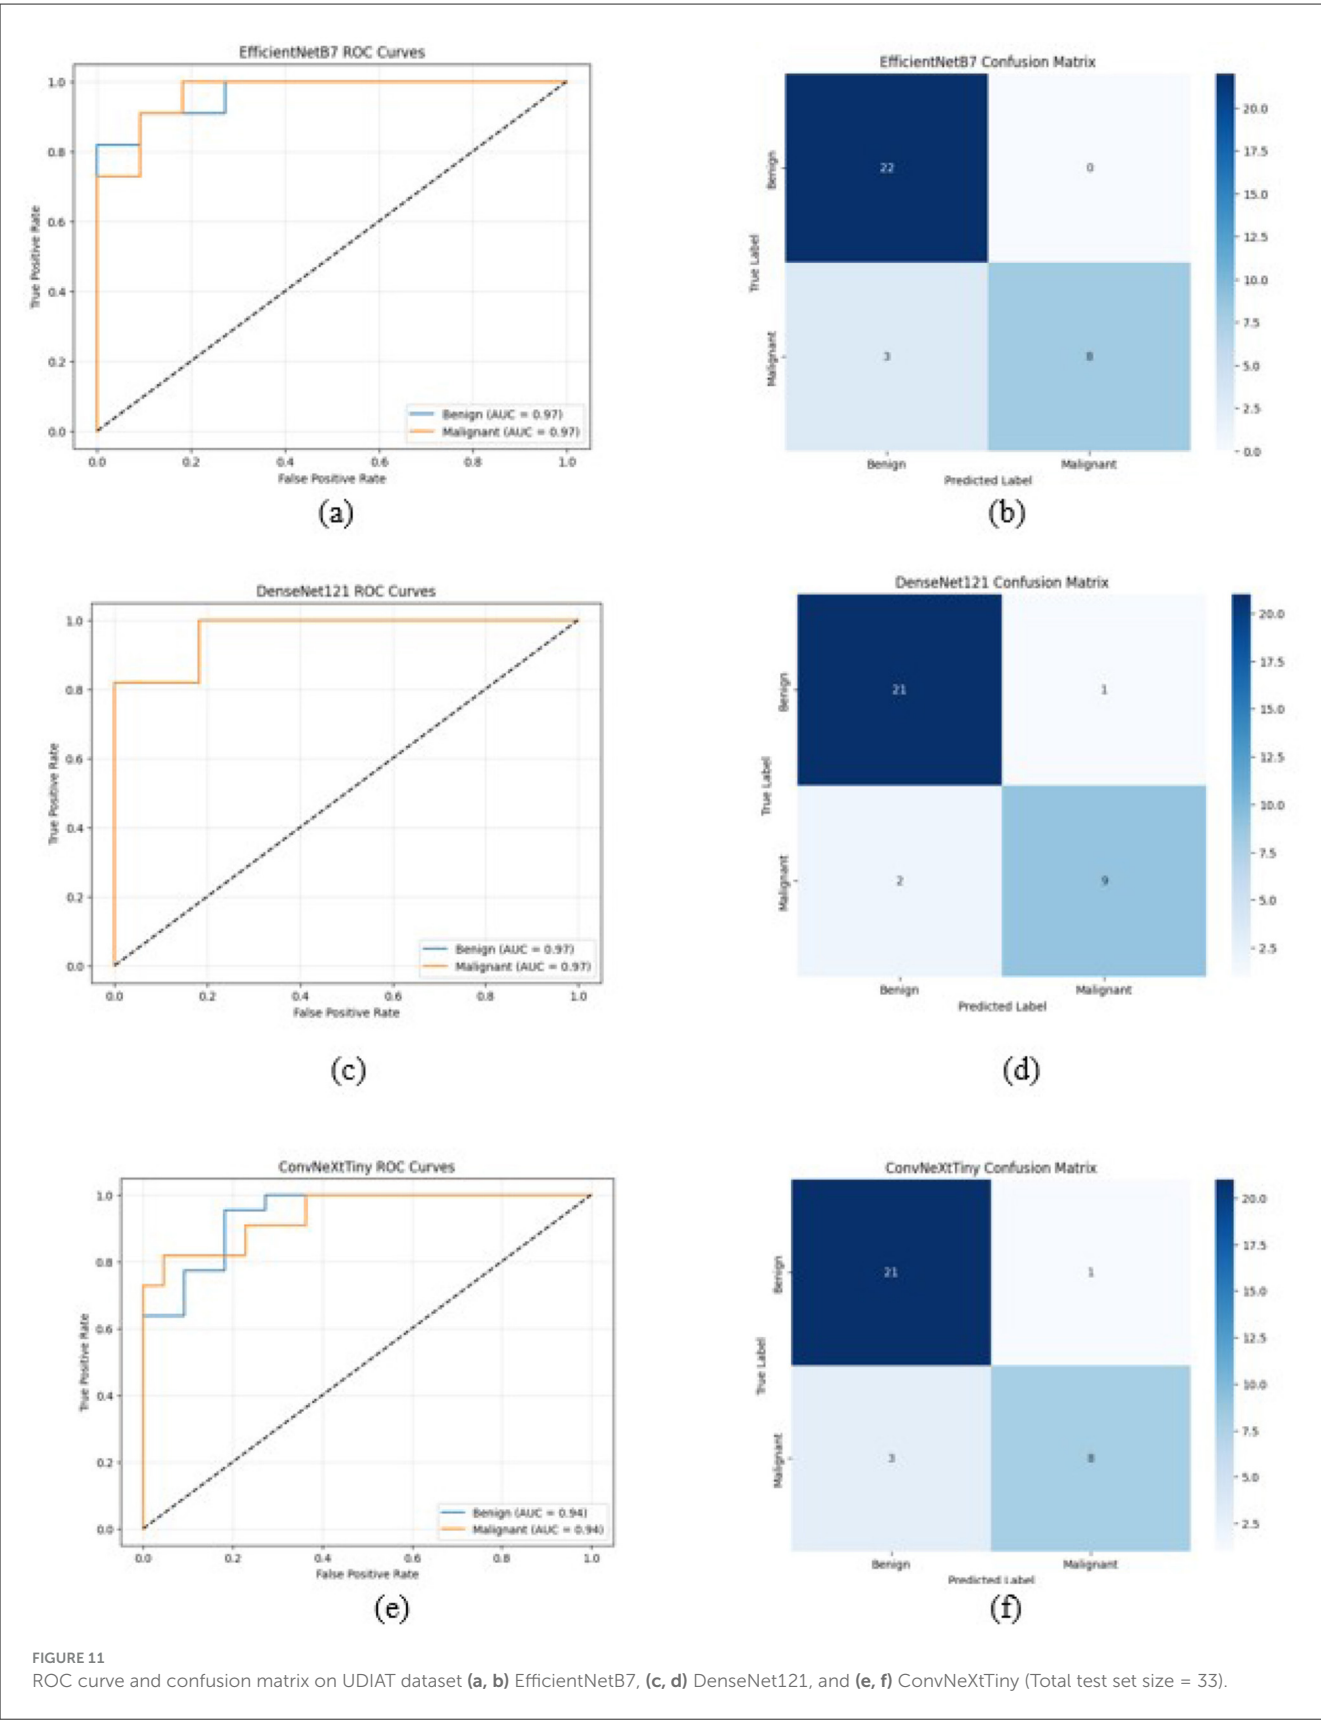 EfficientNetB7 ROC Curves
1.0
0.8
0.6
0.4
0.2
0.0
True Positive Rate
Benign (AUC = 0.97)
Malignant (AUC = 0.97)
0.0 0.2 0.4 0.6 0.8 1.0
False Positive Rate
(a)
EfficientNetB7 Confusion Matrix
True Label
Benign
22 0
Malignant
3 8
Benign Malignant
Predicted Label
20.0
17.5
15.0
12.5
10.0
7.5
5.0
2.5
0.0
(b)
DenseNet121 ROC Curves
1.0
0.8
0.6
0.4
0.2
0.0
True Positive Rate
Benign (AUC = 0.97)
Malignant (AUC = 0.97)
0.0 0.2 0.4 0.6 0.8 1.0
False Positive Rate
(c)
DenseNet121 Confusion Matrix
True Label
Benign
21 1
Malignant
2 9
Benign Malignant
Predicted Label
20.0
17.5
15.0
12.5
10.0
7.5
5.0
2.5
(d)
ConvNeXtTiny ROC Curves
1.0
0.8
0.6
0.4
0.2
0.0
True Positive Rate
Benign (AUC = 0.94)
Malignant (AUC = 0.94)
0.0 0.2 0.4 0.6 0.8 1.0
False Positive Rate
(e)
ConvNeXtTiny Confusion Matrix
True Label
Benign
21 1
Malignant
3 8
Benign Malignant
Predicted Label
20.0
17.5
15.0
12.5
10.0
7.5
5.0
2.5
(f)
FIGURE 11
ROC curve and confusion matrix on UDIAT dataset (a, b) EfficientNetB7, (c, d) DenseNet121, and (e, f) ConvNeXtTiny (Total test set size = 33).